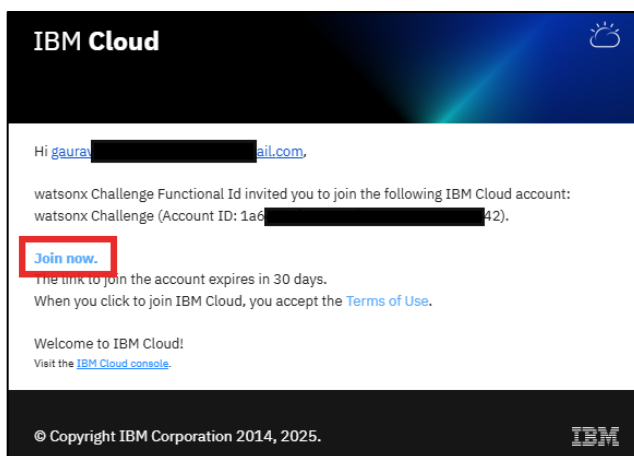 IBM Cloud
Hi gaurav ail.com,
watsonx Challenge Functional Id invited you to join the following IBM Cloud account:
watsonx Challenge (Account ID: 1a6 42).
Join now.
The link to join the account expires in 30 days.
When you click to join IBM Cloud, you accept the Terms of Use.
Welcome to IBM Cloud!
Visit the IBM Cloud console.
© Copyright IBM Corporation 2014, 2025.
IBM